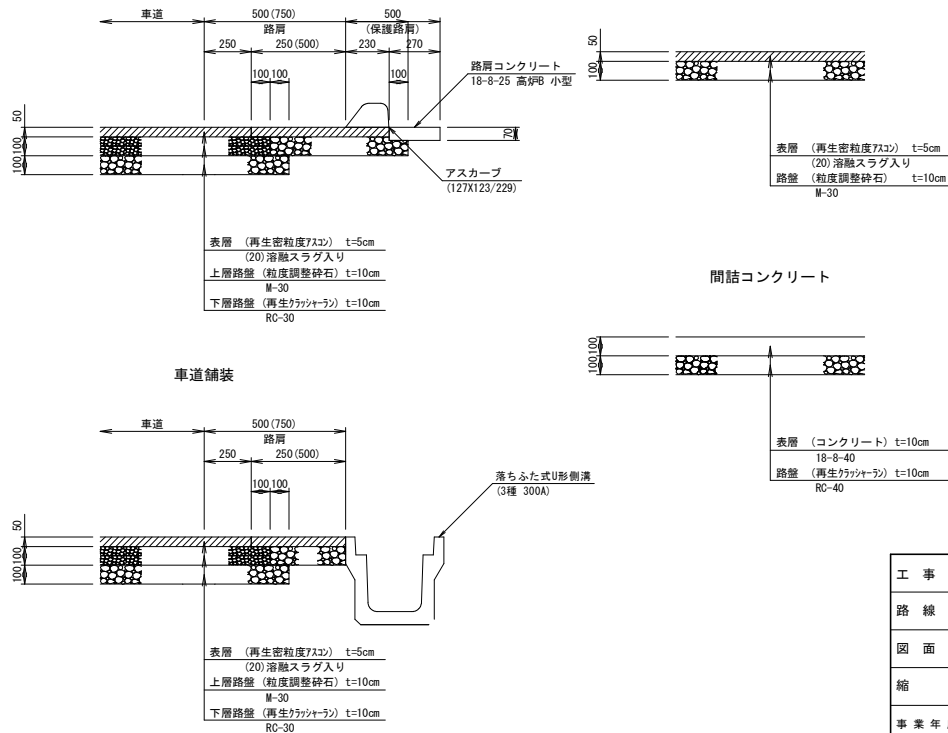 車道
500(750)
500
路肩
(保護路肩)
250
250(500)
230
270
100
100
100
50
100
100
70
路肩コンクリート
18-8-25 高炉B 小型
アスカーブ
(127X123/229)
表層 (再生密粒度アスコン) t=5cm
(20)溶融スラグ入り
上層路盤 (粒度調整砕石) t=10cm
M-30
下層路盤 (再生クラッシャーラン) t=10cm
RC-30
50
100
表層 (再生密粒度アスコン) t=5cm
(20)溶融スラグ入り
路盤 (粒度調整砕石) t=10cm
M-30
間詰コンクリート
100
100
表層 (コンクリート) t=10cm
18-8-40
路盤 (再生クラッシャーラン) t=10cm
RC-40
車道舗装
車道
500(750)
路肩
250
250(500)
100
100
50
100
100
落ちふた式U形側溝
(3種 300A)
表層 (再生密粒度アスコン) t=5cm
(20)溶融スラグ入り
上層路盤 (粒度調整砕石) t=10cm
M-30
下層路盤 (再生クラッシャーラン) t=10cm
RC-30
工事
路線
図面
縮
事業年